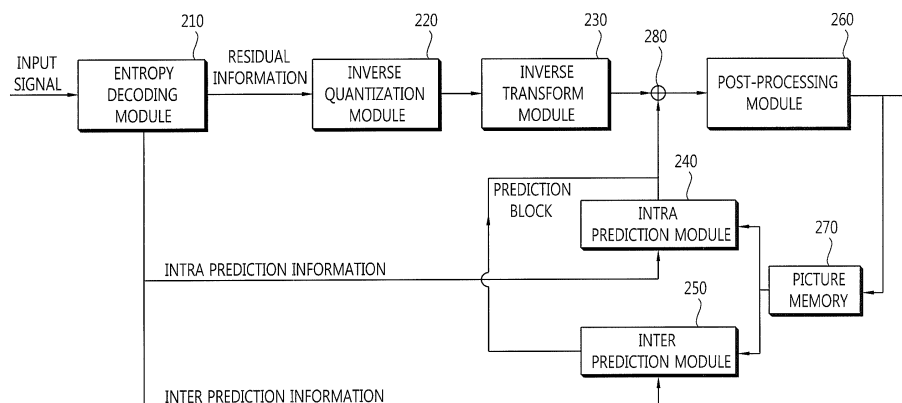 210
220
230
260
INPUT
SIGNAL
ENTROPY
DECODING
MODULE
RESIDUAL
INFORMATION
INVERSE
QUANTIZATION
MODULE
INVERSE
TRANSFORM
MODULE
280
POST-PROCESSING
MODULE
PREDICTION
BLOCK
240
INTRA
PREDICTION MODULE
270
PICTURE
MEMORY
INTRA PREDICTION INFORMATION
250
INTER
PREDICTION MODULE
INTER PREDICTION INFORMATION